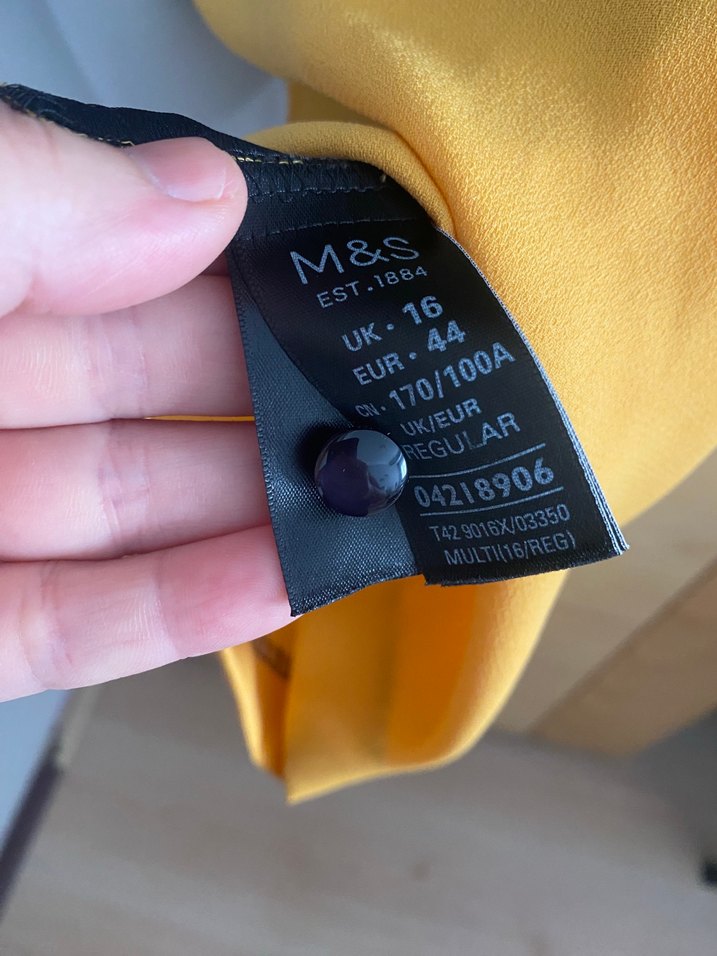 M&S
EST.1884
UK · 16
EUR · 44
CN · 170/100A
UK/EUR
REGULAR
04218906
T42 9016X/03350
MULTI(16/REG)